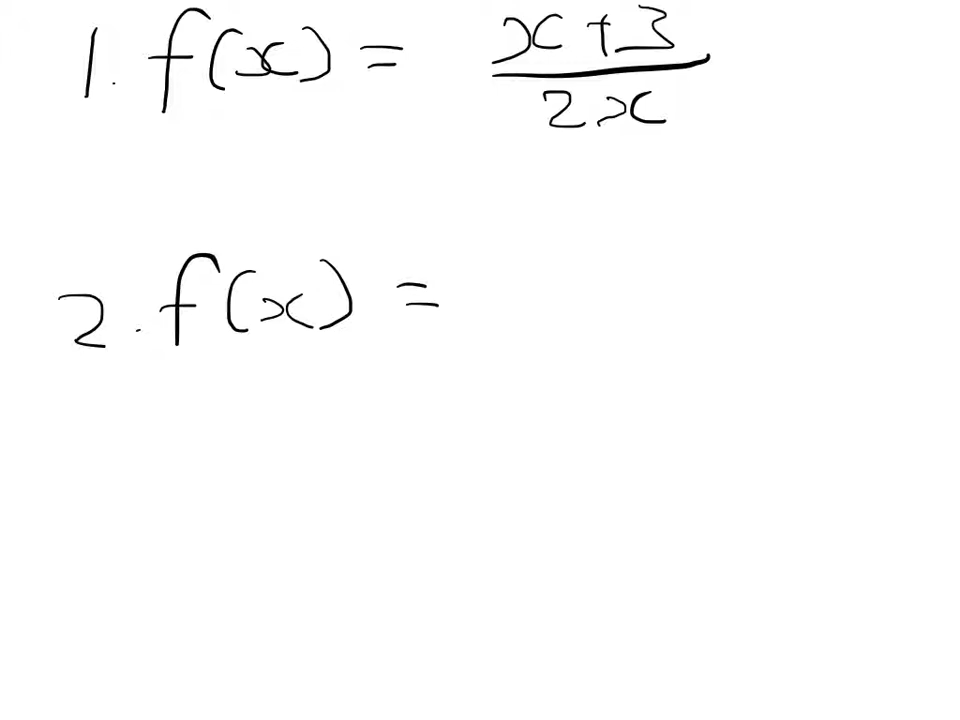 1. f(x) = (x+3)/(2x)
2. f(x) =